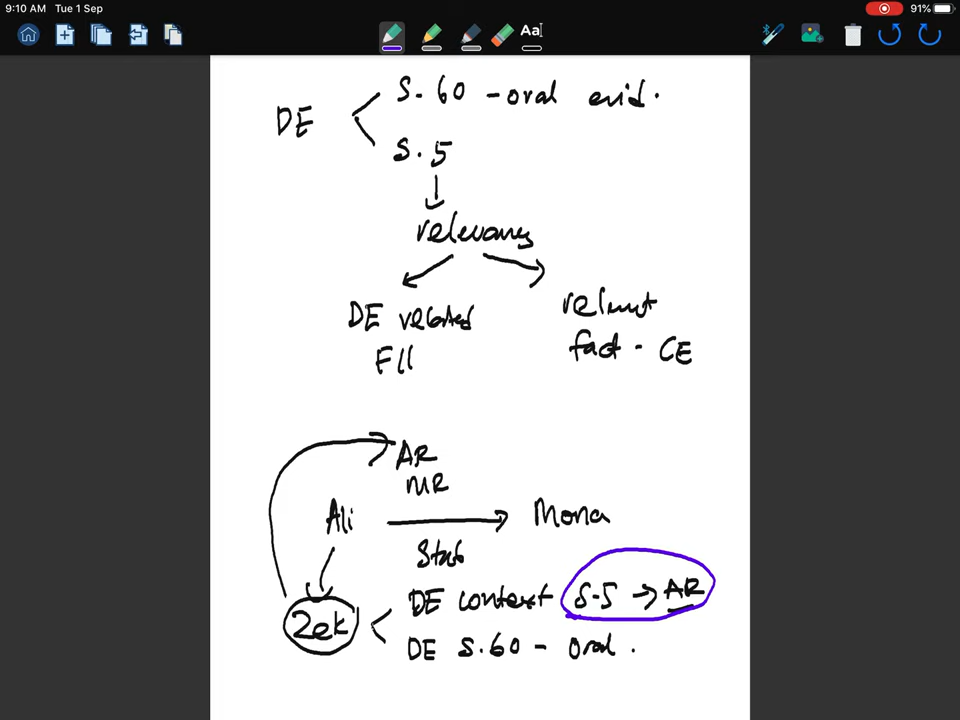 9:10 AM Tue 1 Sep
91%
Aa
S. 60 - oral evid.
DE
S. 5
relevancy
DE related
FII
relevant
fact - CE
AR
MR
Ali
Mona
Stab
DE context S.5 → AR
Zek
DE S.60 - oral.